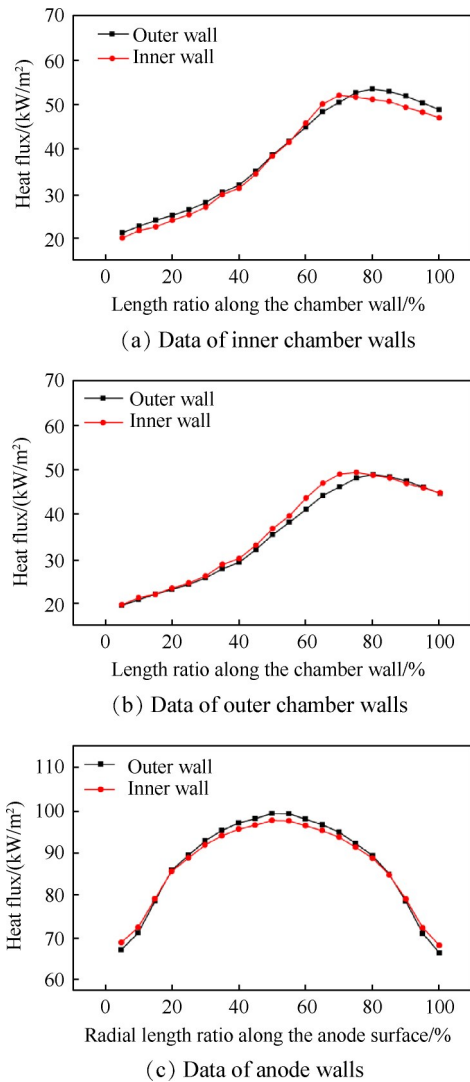 70
60
50
40
30
20
Heat flux/(kW/m²)
Outer wall
Inner wall
0 20 40 60 80 100
Length ratio along the chamber wall/%
(a) Data of inner chamber walls
70
60
50
40
30
20
Heat flux/(kW/m²)
Outer wall
Inner wall
0 20 40 60 80 100
Length ratio along the chamber wall/%
(b) Data of outer chamber walls
110
100
90
80
70
60
Heat flux/(kW/m²)
Outer wall
Inner wall
0 20 40 60 80 100
Radial length ratio along the anode surface/%
(c) Data of anode walls